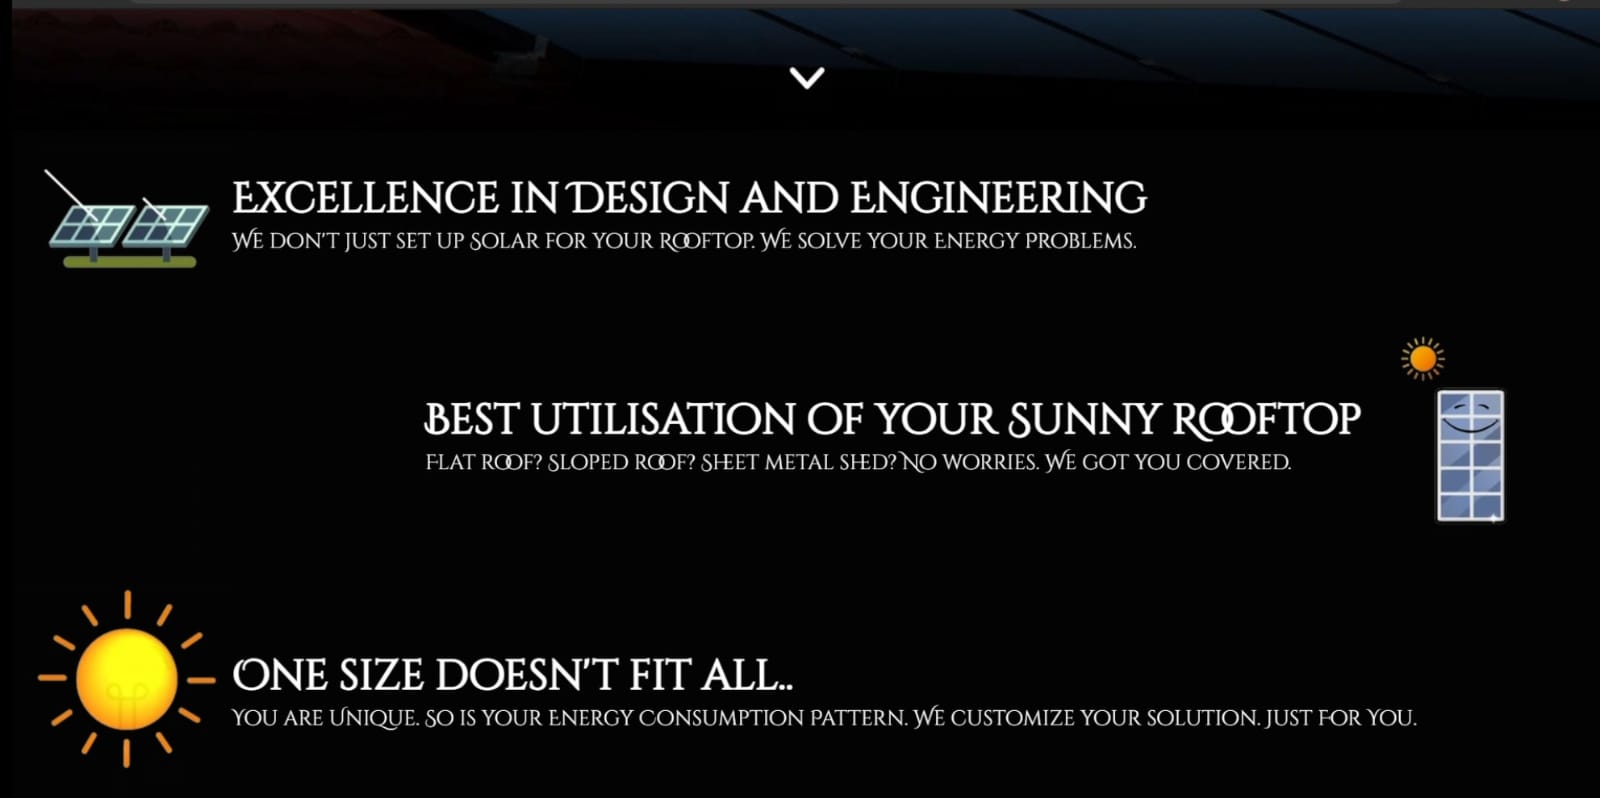 Excellence in Design and Engineering
We don't just set up Solar for your Rooftop. We solve your Energy Problems.
Best utilisation of your Sunny Rooftop
Flat roof? Sloped roof? Sheet metal shed? No worries. We got you covered.
One size doesn't fit all..
You are Unique. So is your Energy Consumption Pattern. We customize your solution. Just For You.